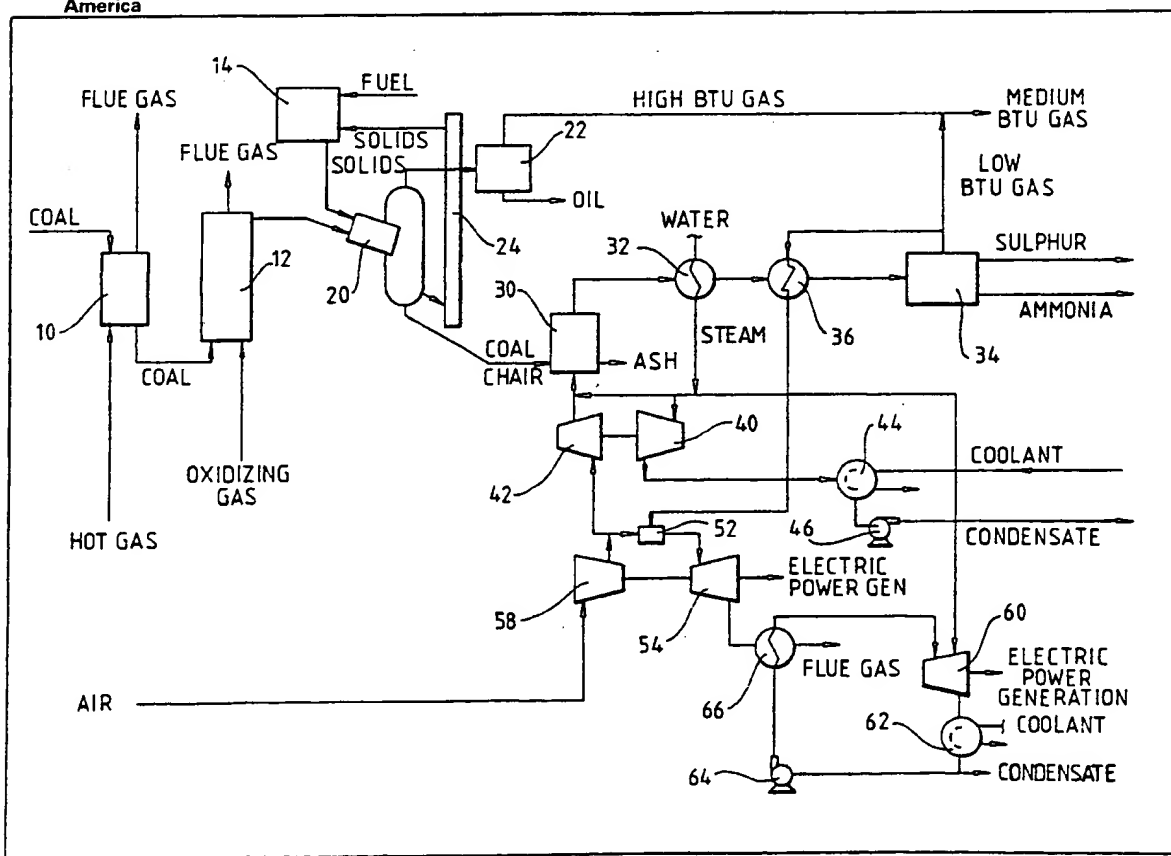 America
14
FUEL
FLUE GAS
HIGH BTU GAS
MEDIUM
BTU GAS
SOLIDS
SOLIDS
22
FLUE GAS
LOW
BTU GAS
OIL
COAL
WATER
24
32
SULPHUR
12
20
30
10
36
AMMONIA
STEAM
34
COAL
CHAIR
ASH
COAL
40
44
COOLANT
OXIDIZING
GAS
42
52
46
HOT GAS
CONDENSATE
ELECTRIC
POWER GEN
58
54
60
FLUE GAS
ELECTRIC
POWER
GENERATION
AIR
66
62
COOLANT
64
CONDENSATE